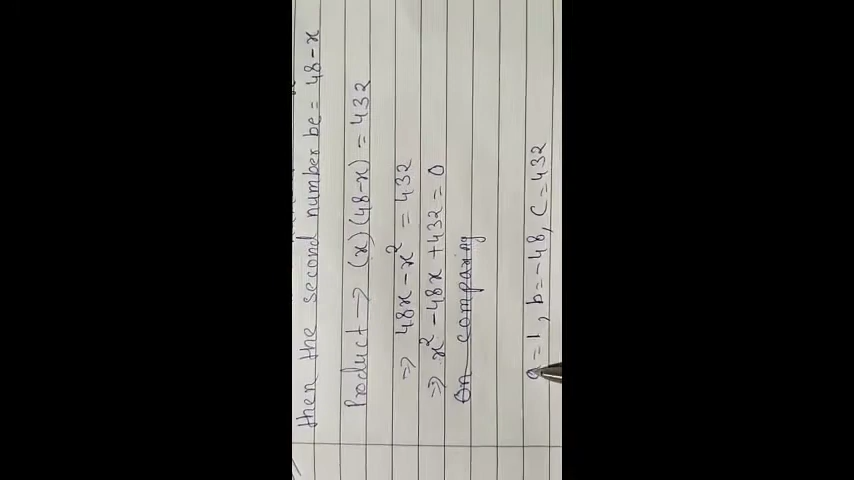 then the second number be = 48-x
Product → (x)(48-x) = 432
⇒ 48x - x² = 432
⇒ x² - 48x + 432 = 0
On comparing
a = 1, b = -48, c = 432